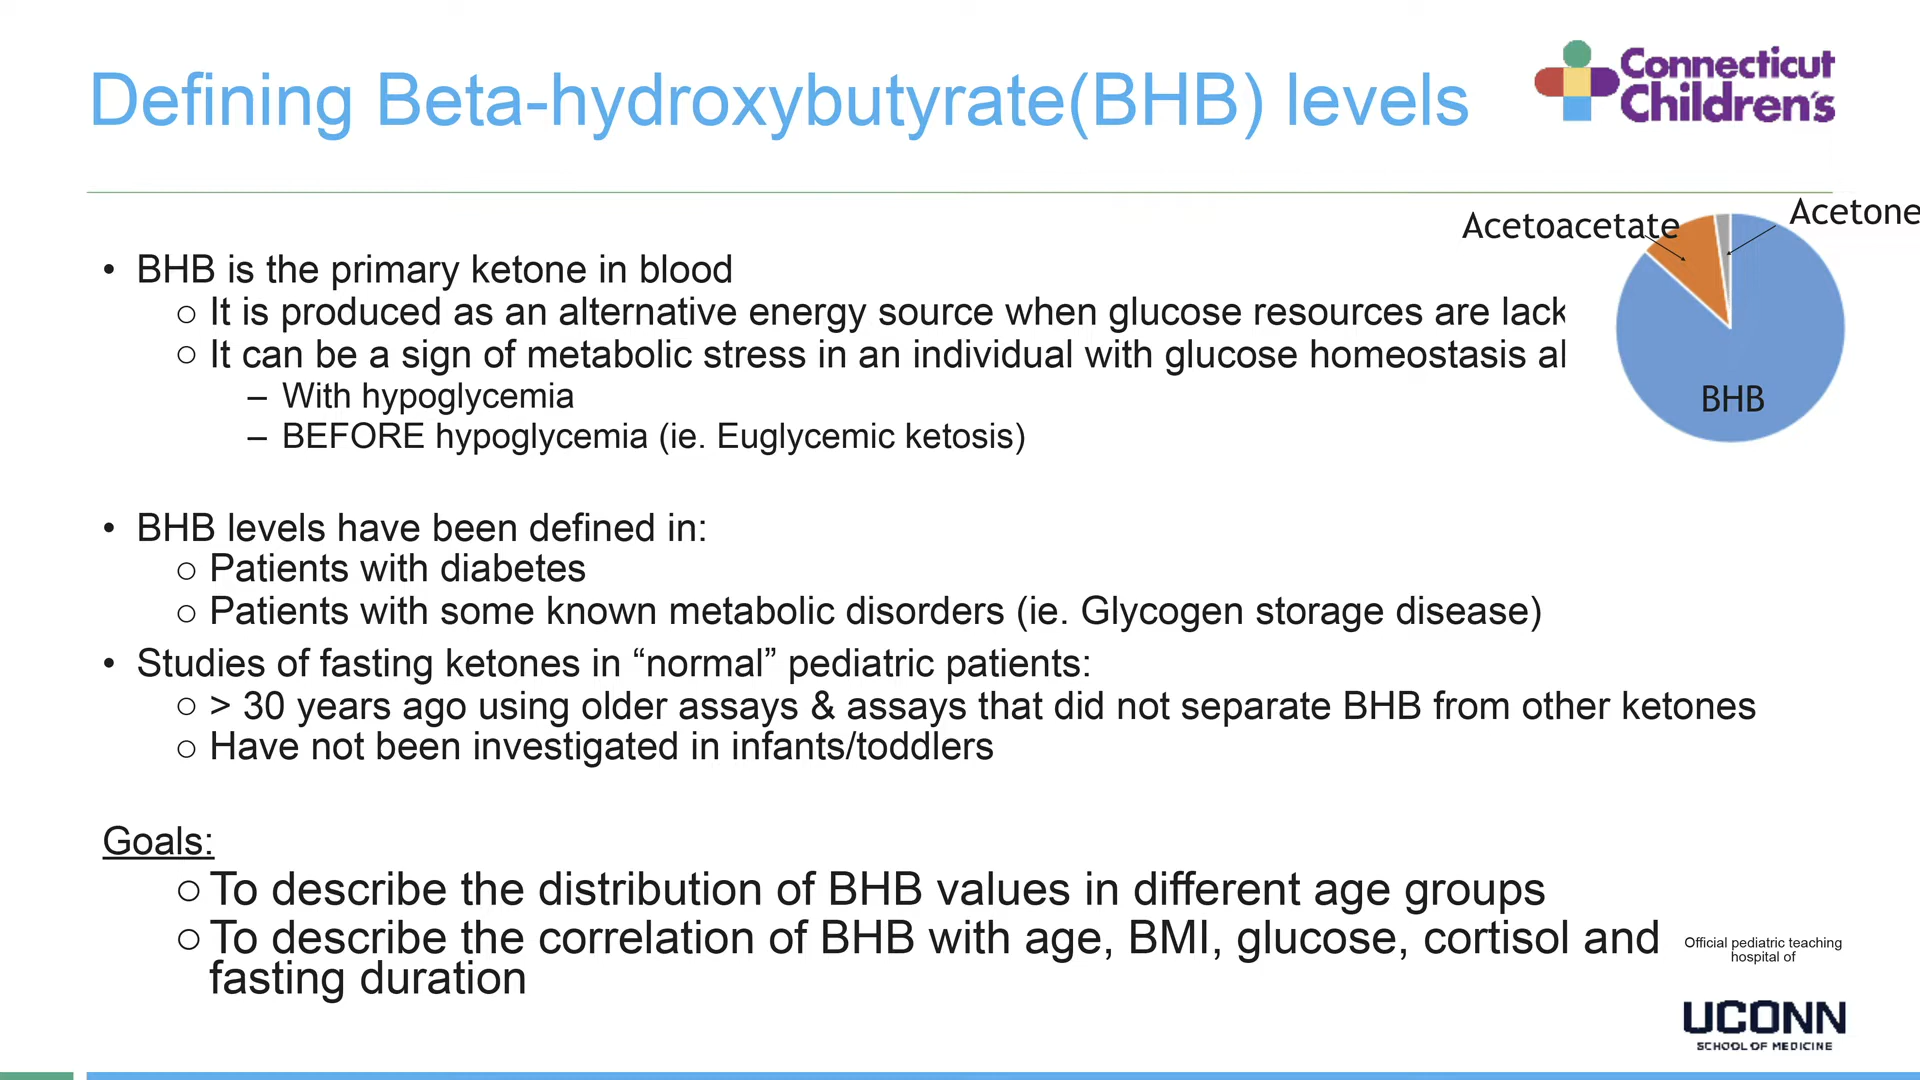 Defining Beta-hydroxybutyrate(BHB) levels
Connecticut
Children's
Acetoacetate
Acetone
BHB
• BHB is the primary ketone in blood
○ It is produced as an alternative energy source when glucose resources are lack
○ It can be a sign of metabolic stress in an individual with glucose homeostasis
– With hypoglycemia
– BEFORE hypoglycemia (ie. Euglycemic ketosis)
• BHB levels have been defined in:
○ Patients with diabetes
○ Patients with some known metabolic disorders (ie. Glycogen storage disease)
• Studies of fasting ketones in “normal” pediatric patients:
○ > 30 years ago using older assays & assays that did not separate BHB from other ketones
○ Have not been investigated in infants/toddlers
Goals:
○ To describe the distribution of BHB values in different age groups
○ To describe the correlation of BHB with age, BMI, glucose, cortisol and
fasting duration
Official pediatric teaching
hospital of
UCONN
SCHOOL OF MEDICINE